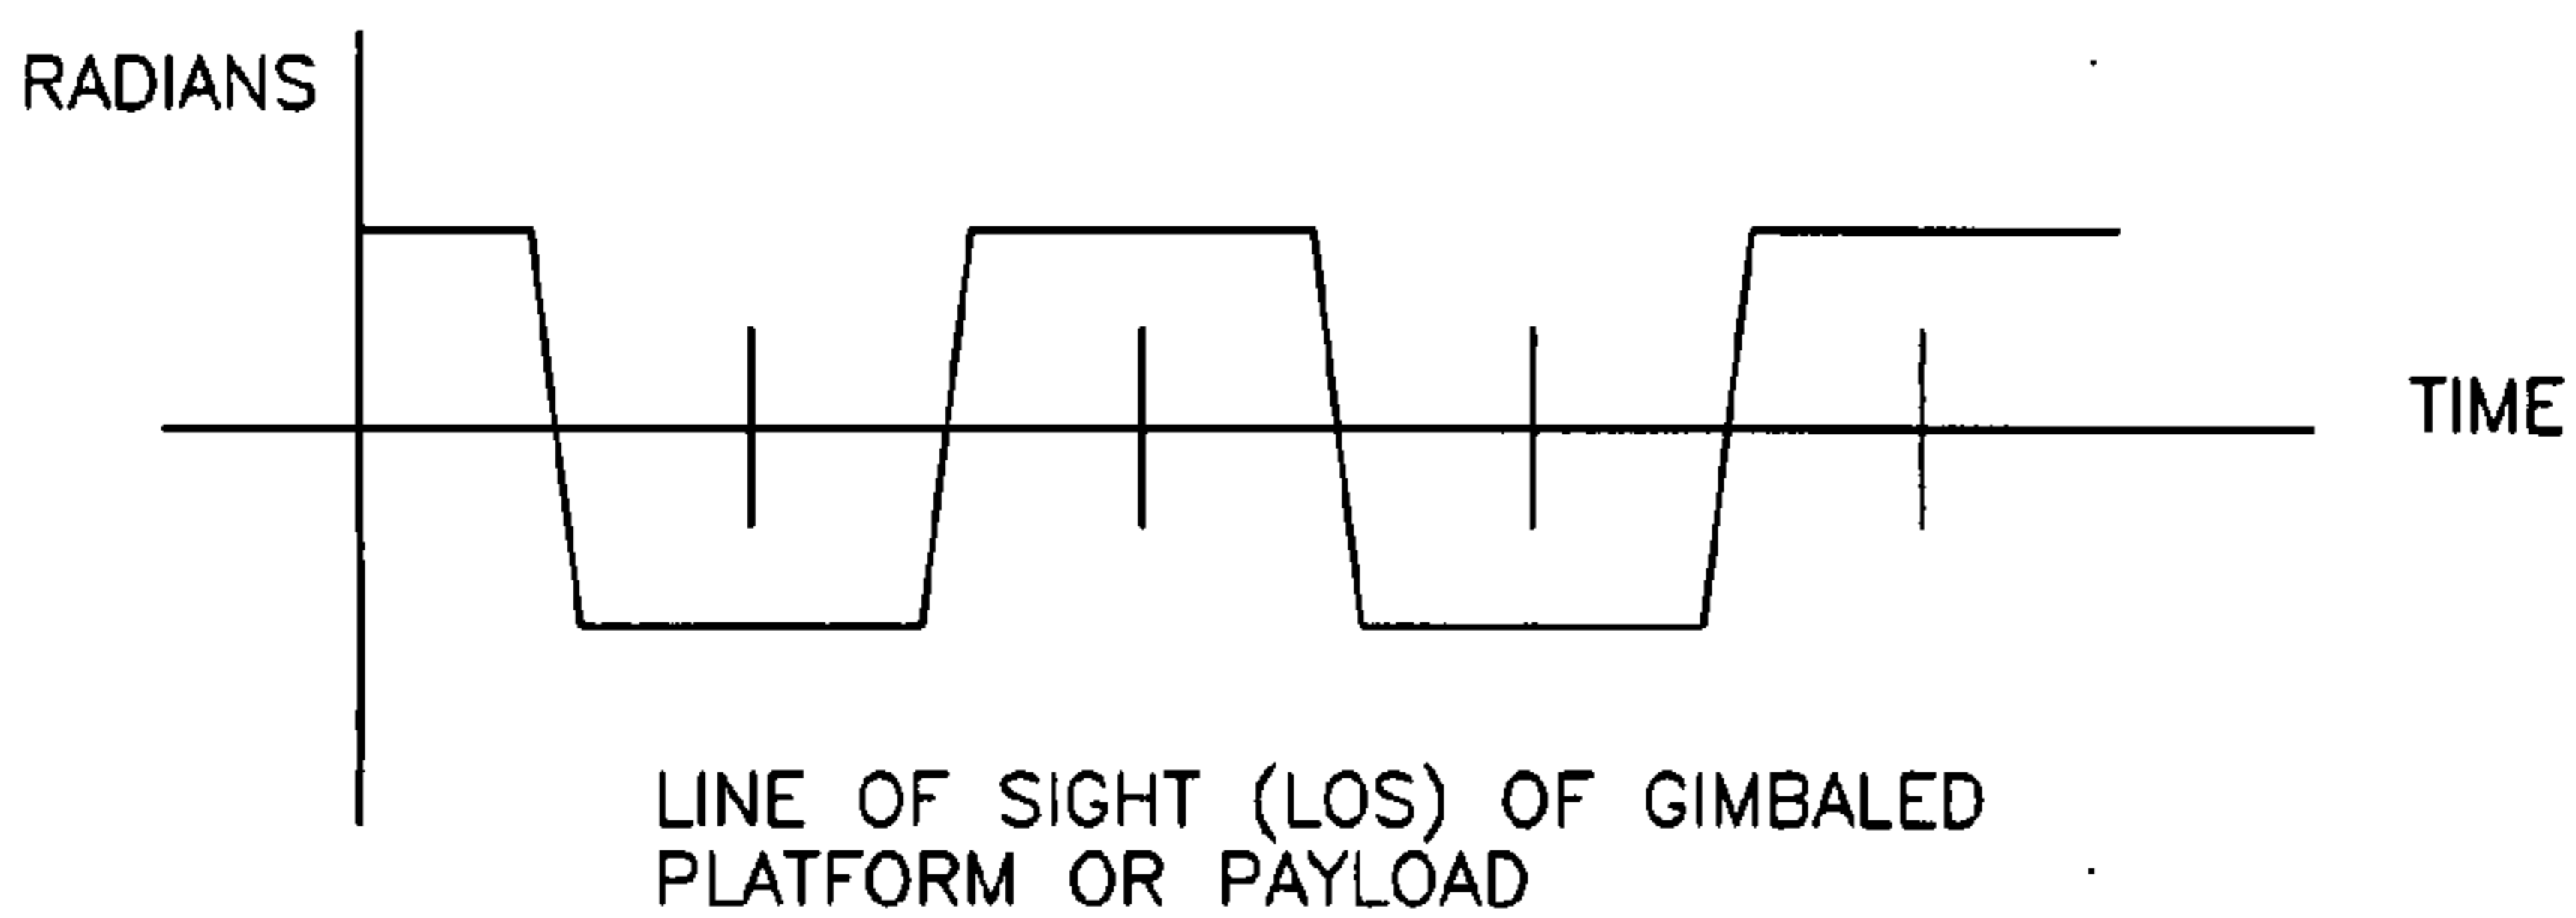 RADIANS
TIME
LINE OF SIGHT (LOS) OF GIMBALED
PLATFORM OR PAYLOAD